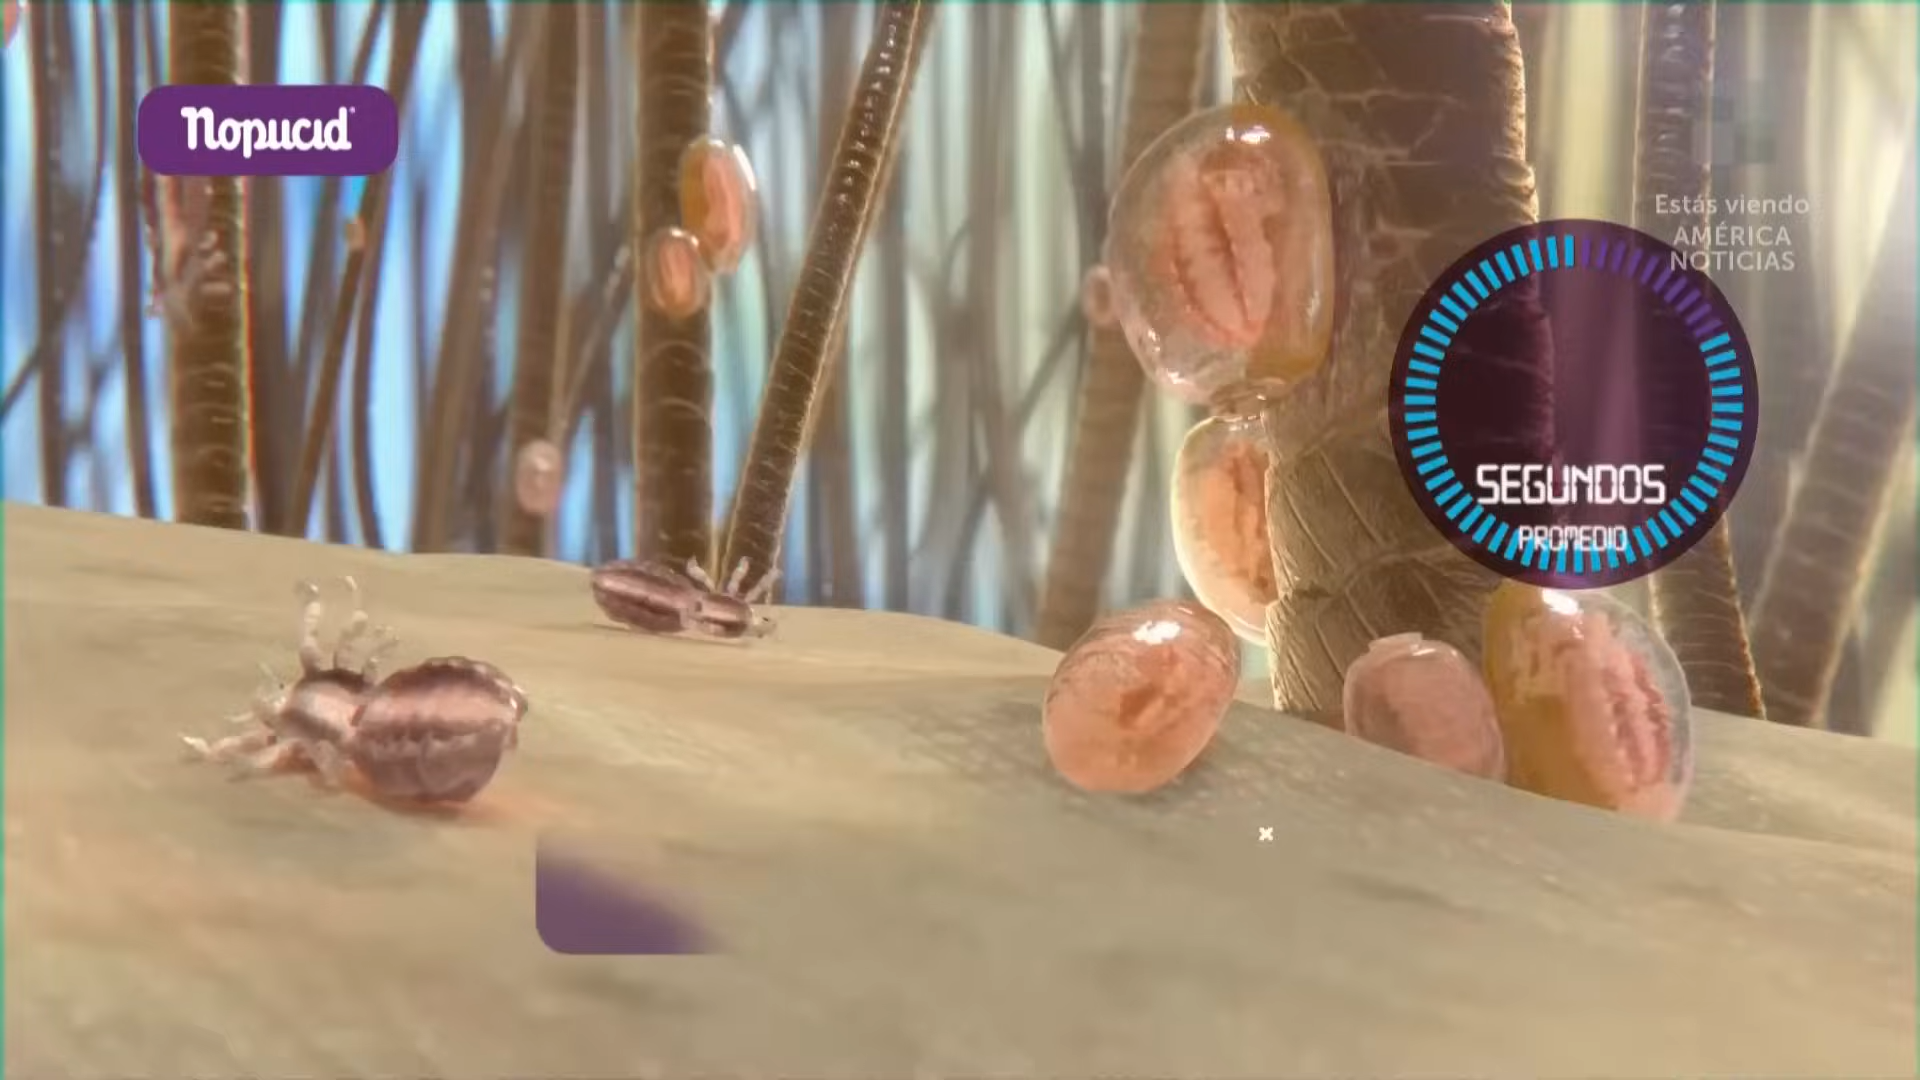 Nopucid
Estás viendo
AMÉRICA
NOTICIAS
SEGUNDOS
PROMEDIO